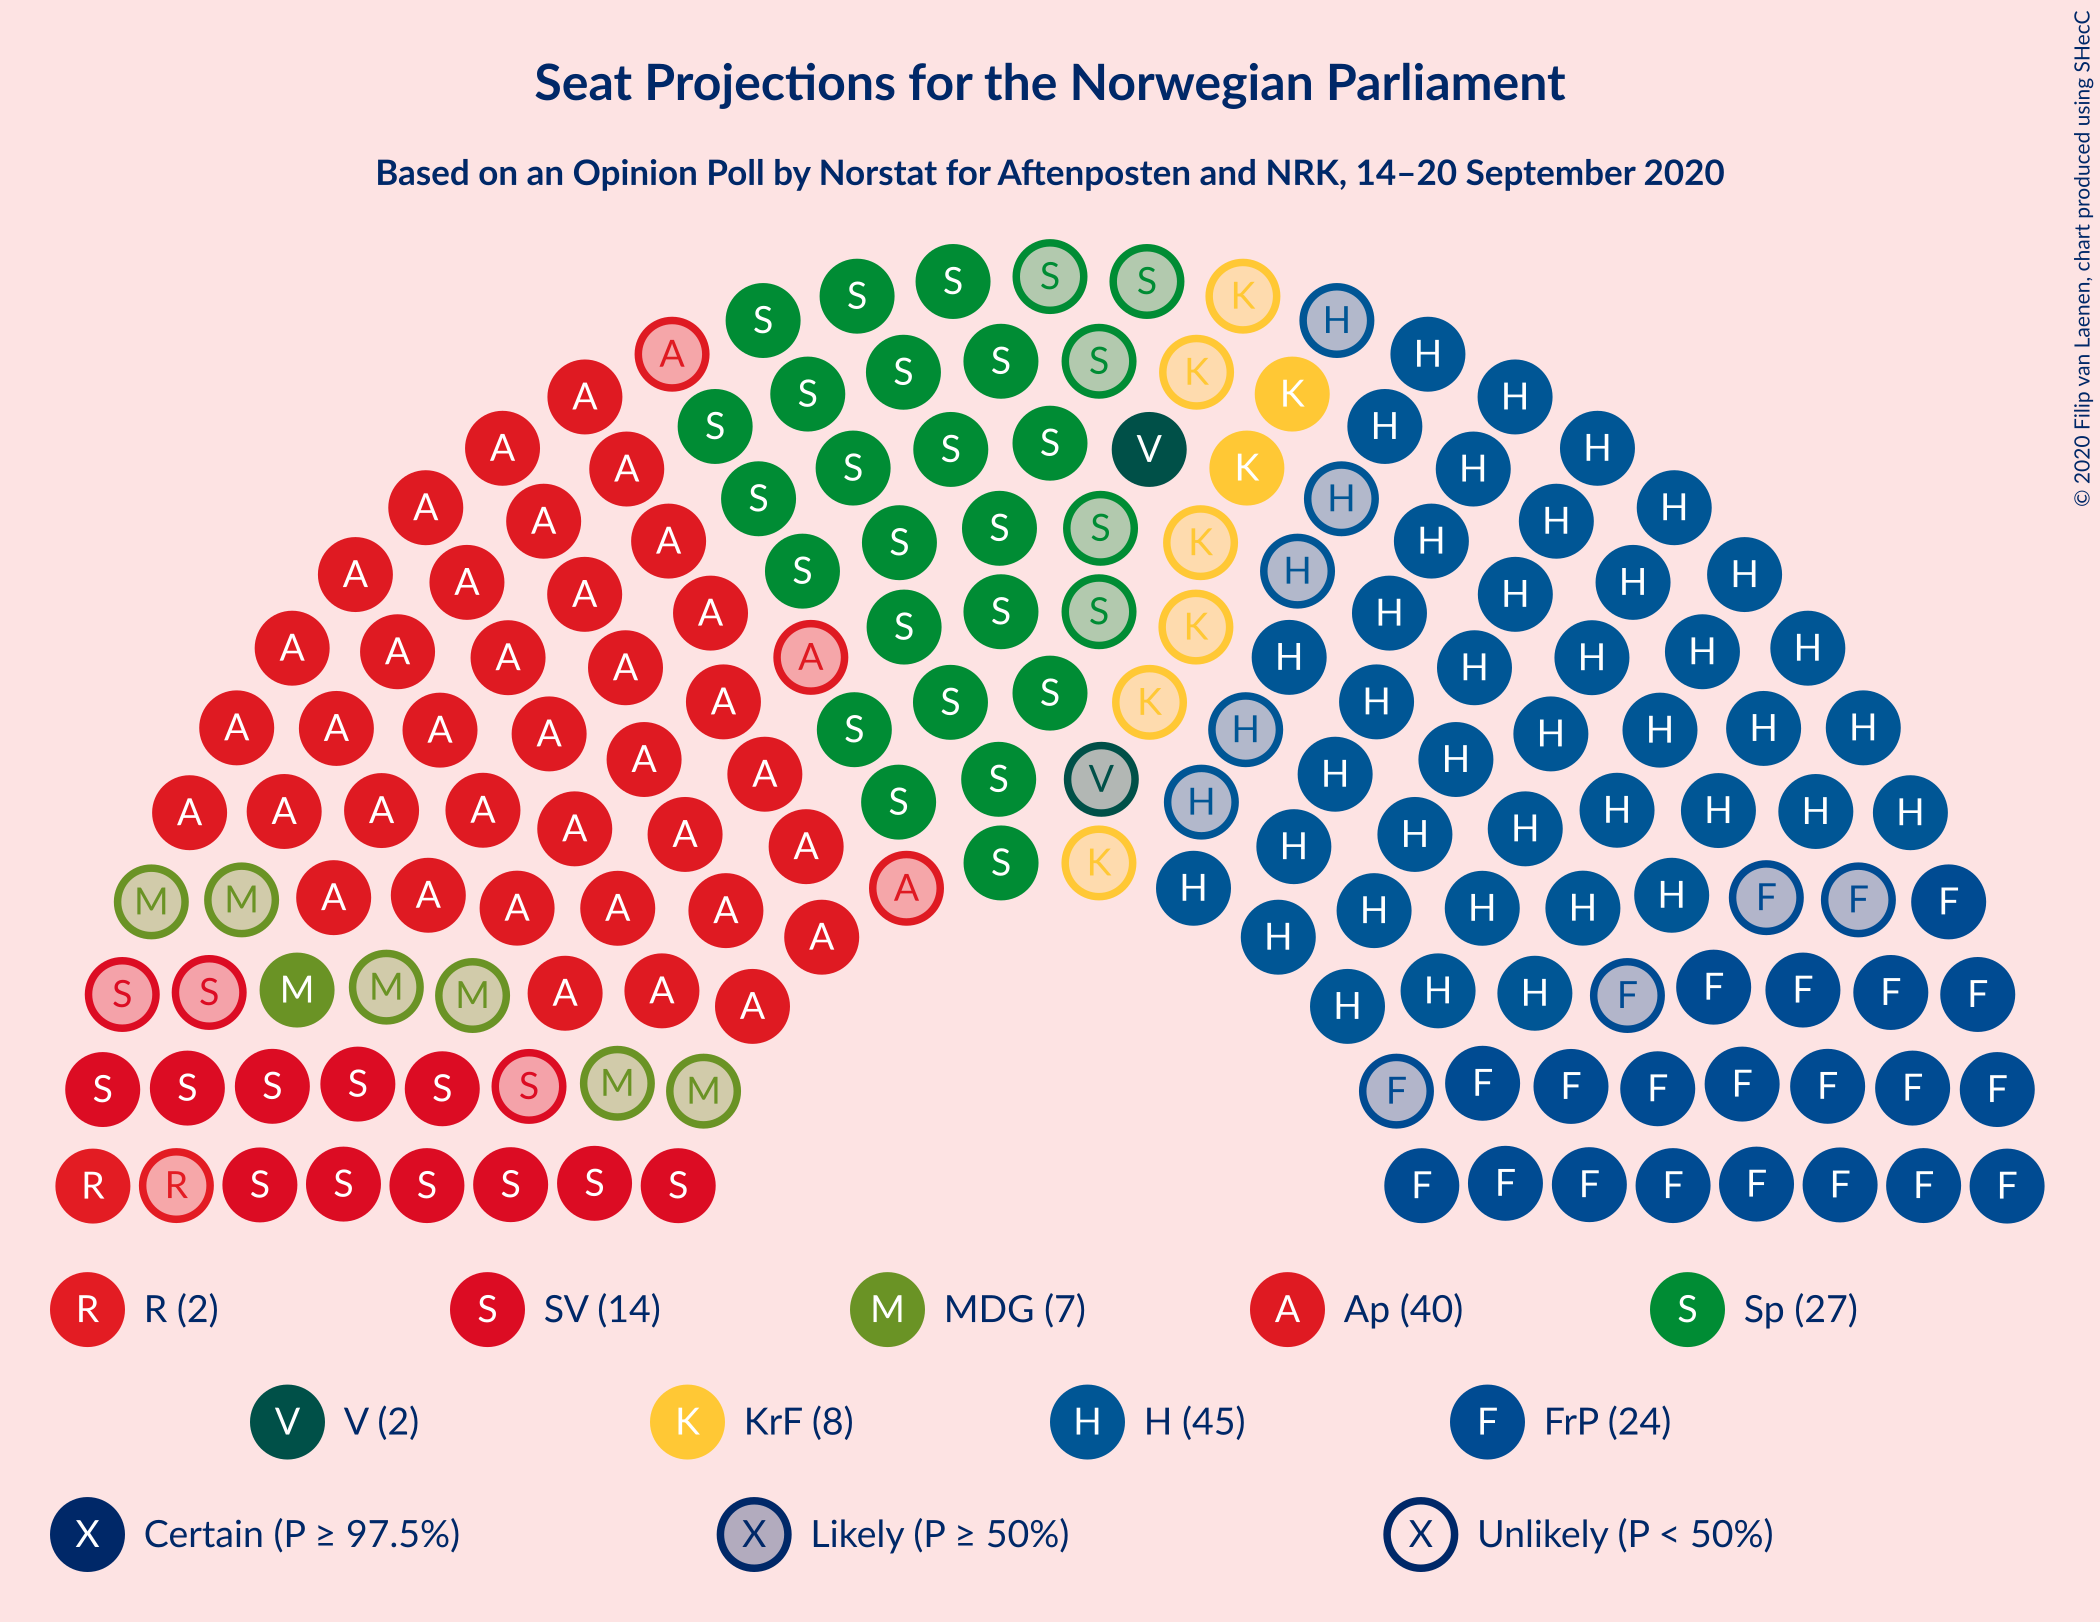 Seat Projections for the Norwegian Parliament
Based on an Opinion Poll by Norstat for Aftenposten and NRK, 14–20 September 2020
© 2020 Filip van Laenen, chart produced using SHecC
S S S S S K H
A S H
A S S S K K H
A A S S H H
A A S S S V K H H
A A S S S K H H H
A A A S S S K H H H H
A A A A A S K H H H H H
A A A A A S S H H H H H H
A A A A A S V H H H H H H
A A A A A A A S K H H H H H H H
M M A A A A A A A H H H H H H F F F
S S M M M A A A H H H F F F F F
S S S S S S M M F F F F F F F F
R R S S S S S S F F F F F F F F
R R (2) S SV (14) M MDG (7) A Ap (40) S Sp (27)
V V (2) K KrF (8) H H (45) F FrP (24)
X Certain (P ≥ 97.5%) X Likely (P ≥ 50%) X Unlikely (P < 50%)